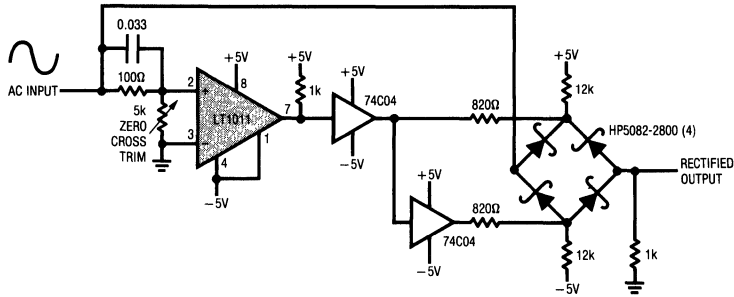 AC INPUT
0.033
100Ω
5k
ZERO
CROSS
TRIM
2
+
3
−
LT1011
+5V
8
7
1
4
−5V
+5V
1k
+5V
74C04
−5V
820Ω
+5V
74C04
−5V
820Ω
+5V
12k
HP5082-2800 (4)
RECTIFIED
OUTPUT
12k
−5V
1k